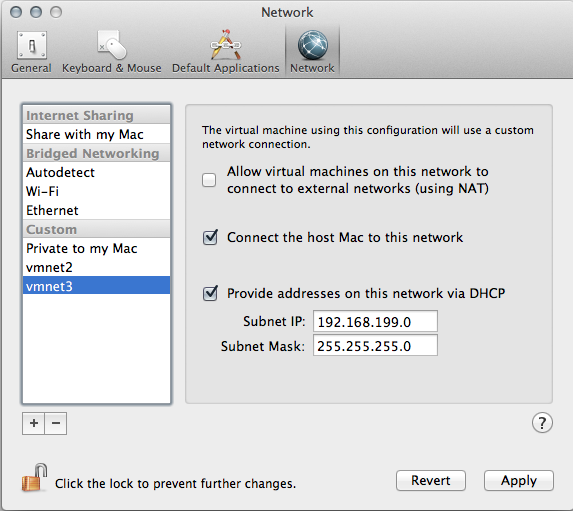 Network
General
Keyboard & Mouse
Default Applications
Network
Internet Sharing
Share with my Mac
Bridged Networking
Autodetect
Wi-Fi
Ethernet
Custom
Private to my Mac
vmnet2
vmnet3
+ −
The virtual machine using this configuration will use a custom
network connection.
Allow virtual machines on this network to
connect to external networks (using NAT)
Connect the host Mac to this network
Provide addresses on this network via DHCP
Subnet IP: 192.168.199.0
Subnet Mask: 255.255.255.0
?
Click the lock to prevent further changes.
Revert
Apply